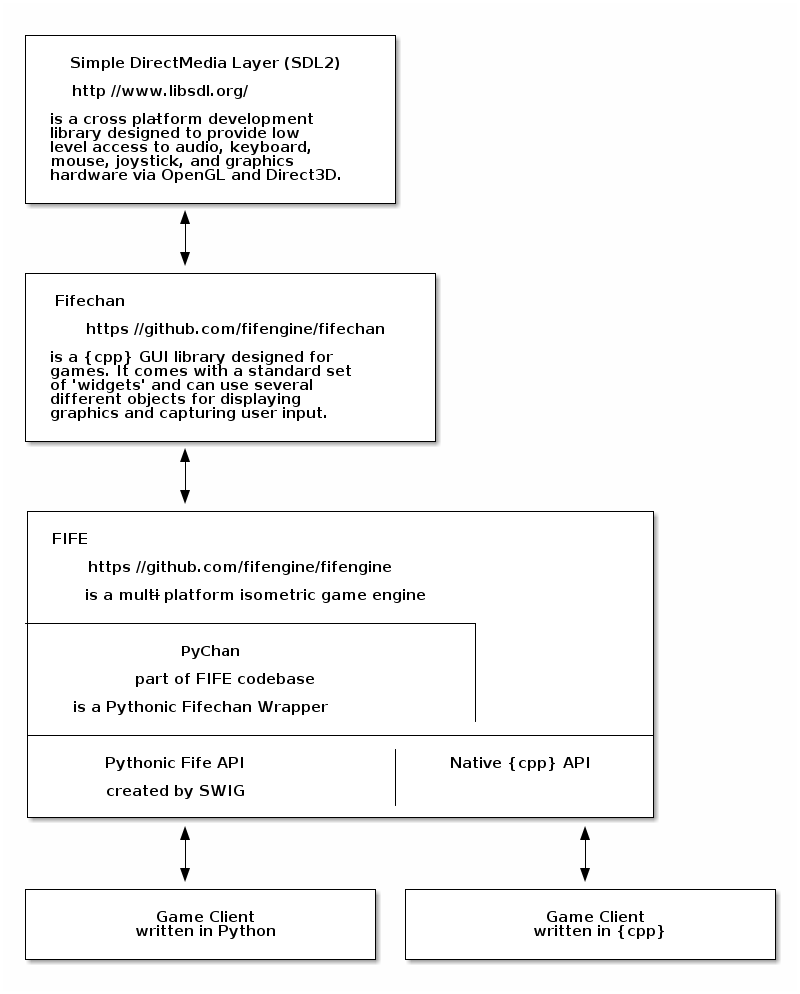 Simple DirectMedia Layer (SDL2)
http //www.libsdl.org/
is a cross platform development
library designed to provide low
level access to audio, keyboard,
mouse, joystick, and graphics
hardware via OpenGL and Direct3D.
Fifechan
https //github.com/fifengine/fifechan
is a {cpp} GUI library designed for
games. It comes with a standard set
of 'widgets' and can use several
different objects for displaying
graphics and capturing user input.
FIFE
https //github.com/fifengine/fifengine
is a multi-platform isometric game engine
PyChan
part of FIFE codebase
is a Pythonic Fifechan Wrapper
Pythonic Fife API
created by SWIG
Native {cpp} API
Game Client
written in Python
Game Client
written in {cpp}